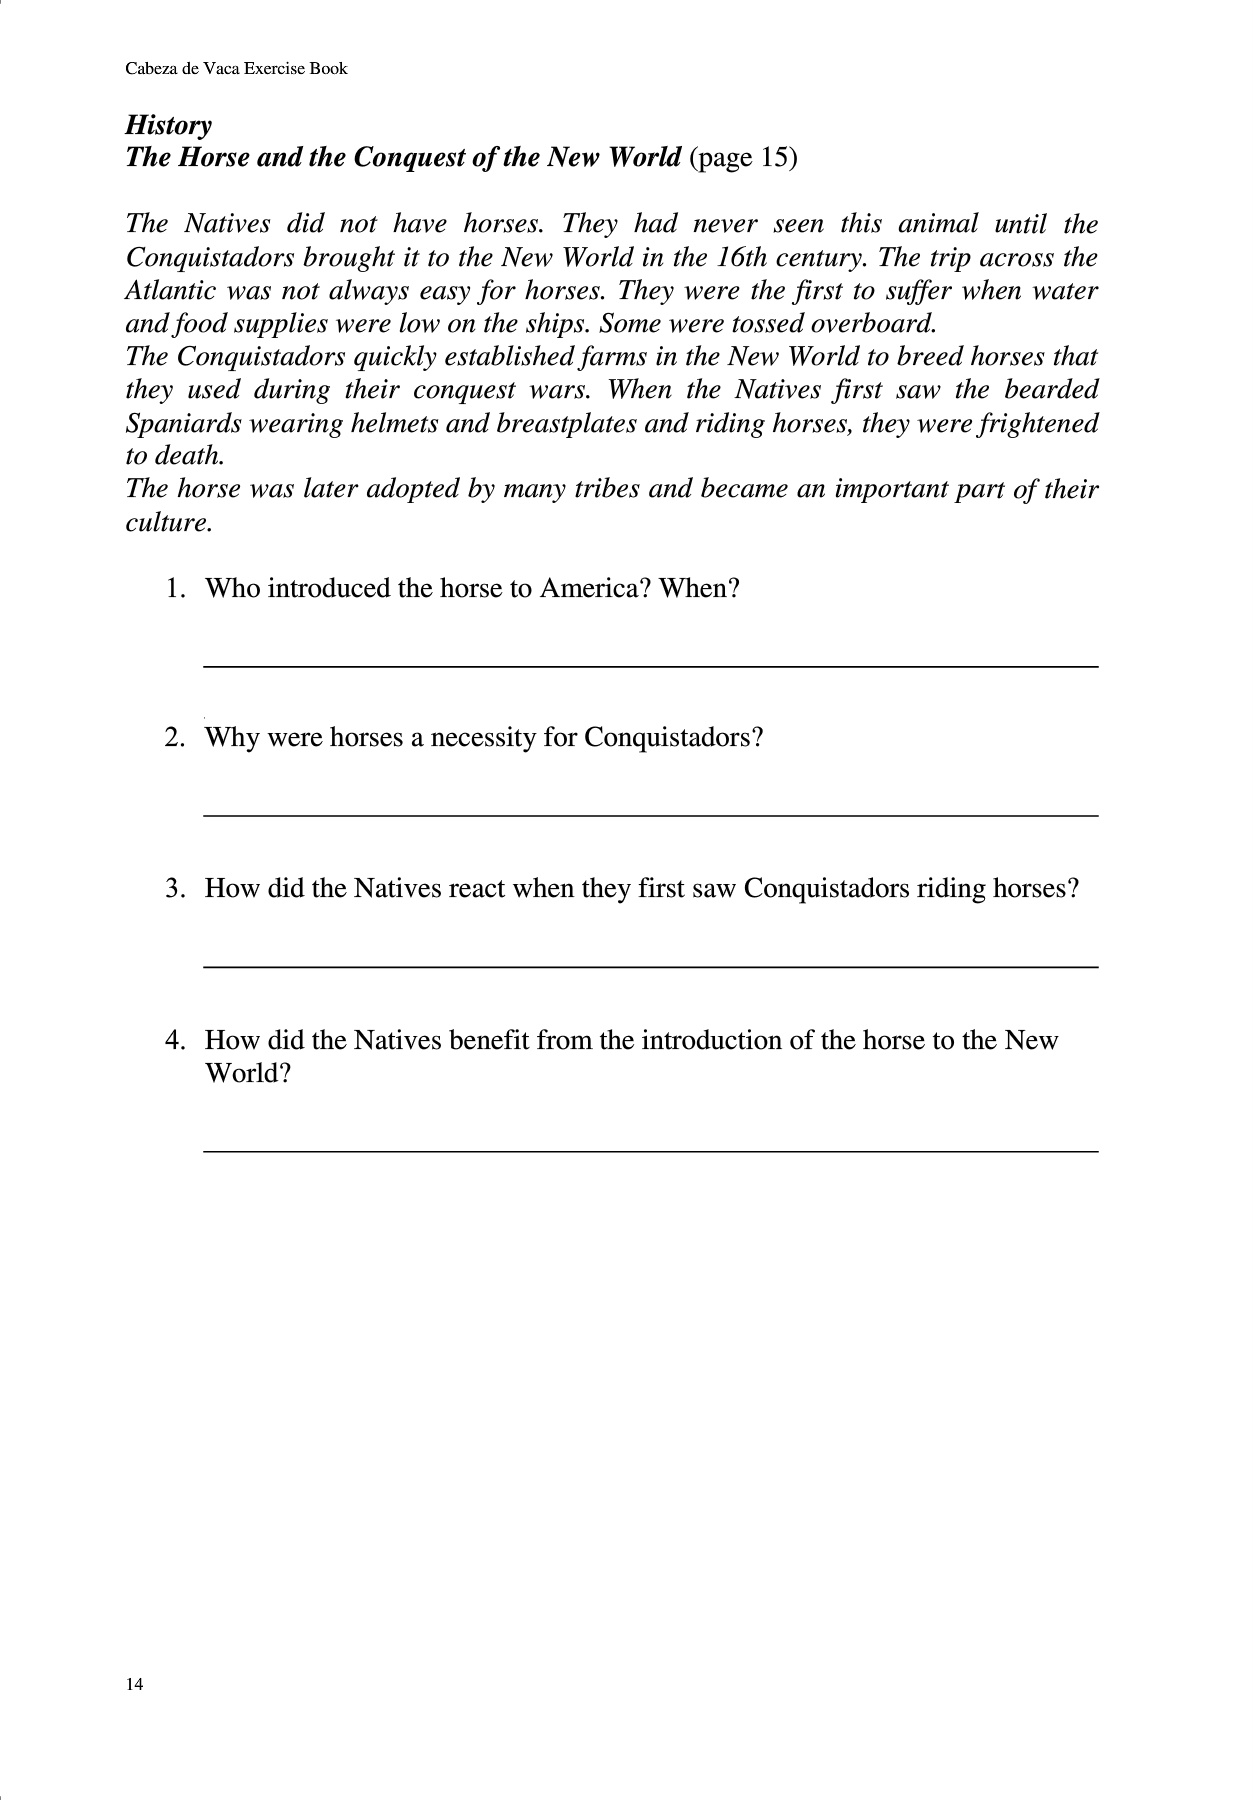 Cabeza de Vaca Exercise Book
History
The Horse and the Conquest of the New World (page 15)
The Natives did not have horses. They had never seen this animal until the
Conquistadors brought it to the New World in the 16th century. The trip across the
Atlantic was not always easy for horses. They were the first to suffer when water
and food supplies were low on the ships. Some were tossed overboard.
The Conquistadors quickly established farms in the New World to breed horses that
they used during their conquest wars. When the Natives first saw the bearded
Spaniards wearing helmets and breastplates and riding horses, they were frightened
to death.
The horse was later adopted by many tribes and became an important part of their
culture.
1. Who introduced the horse to America? When?
2. Why were horses a necessity for Conquistadors?
3. How did the Natives react when they first saw Conquistadors riding horses?
4. How did the Natives benefit from the introduction of the horse to the New
World?
14